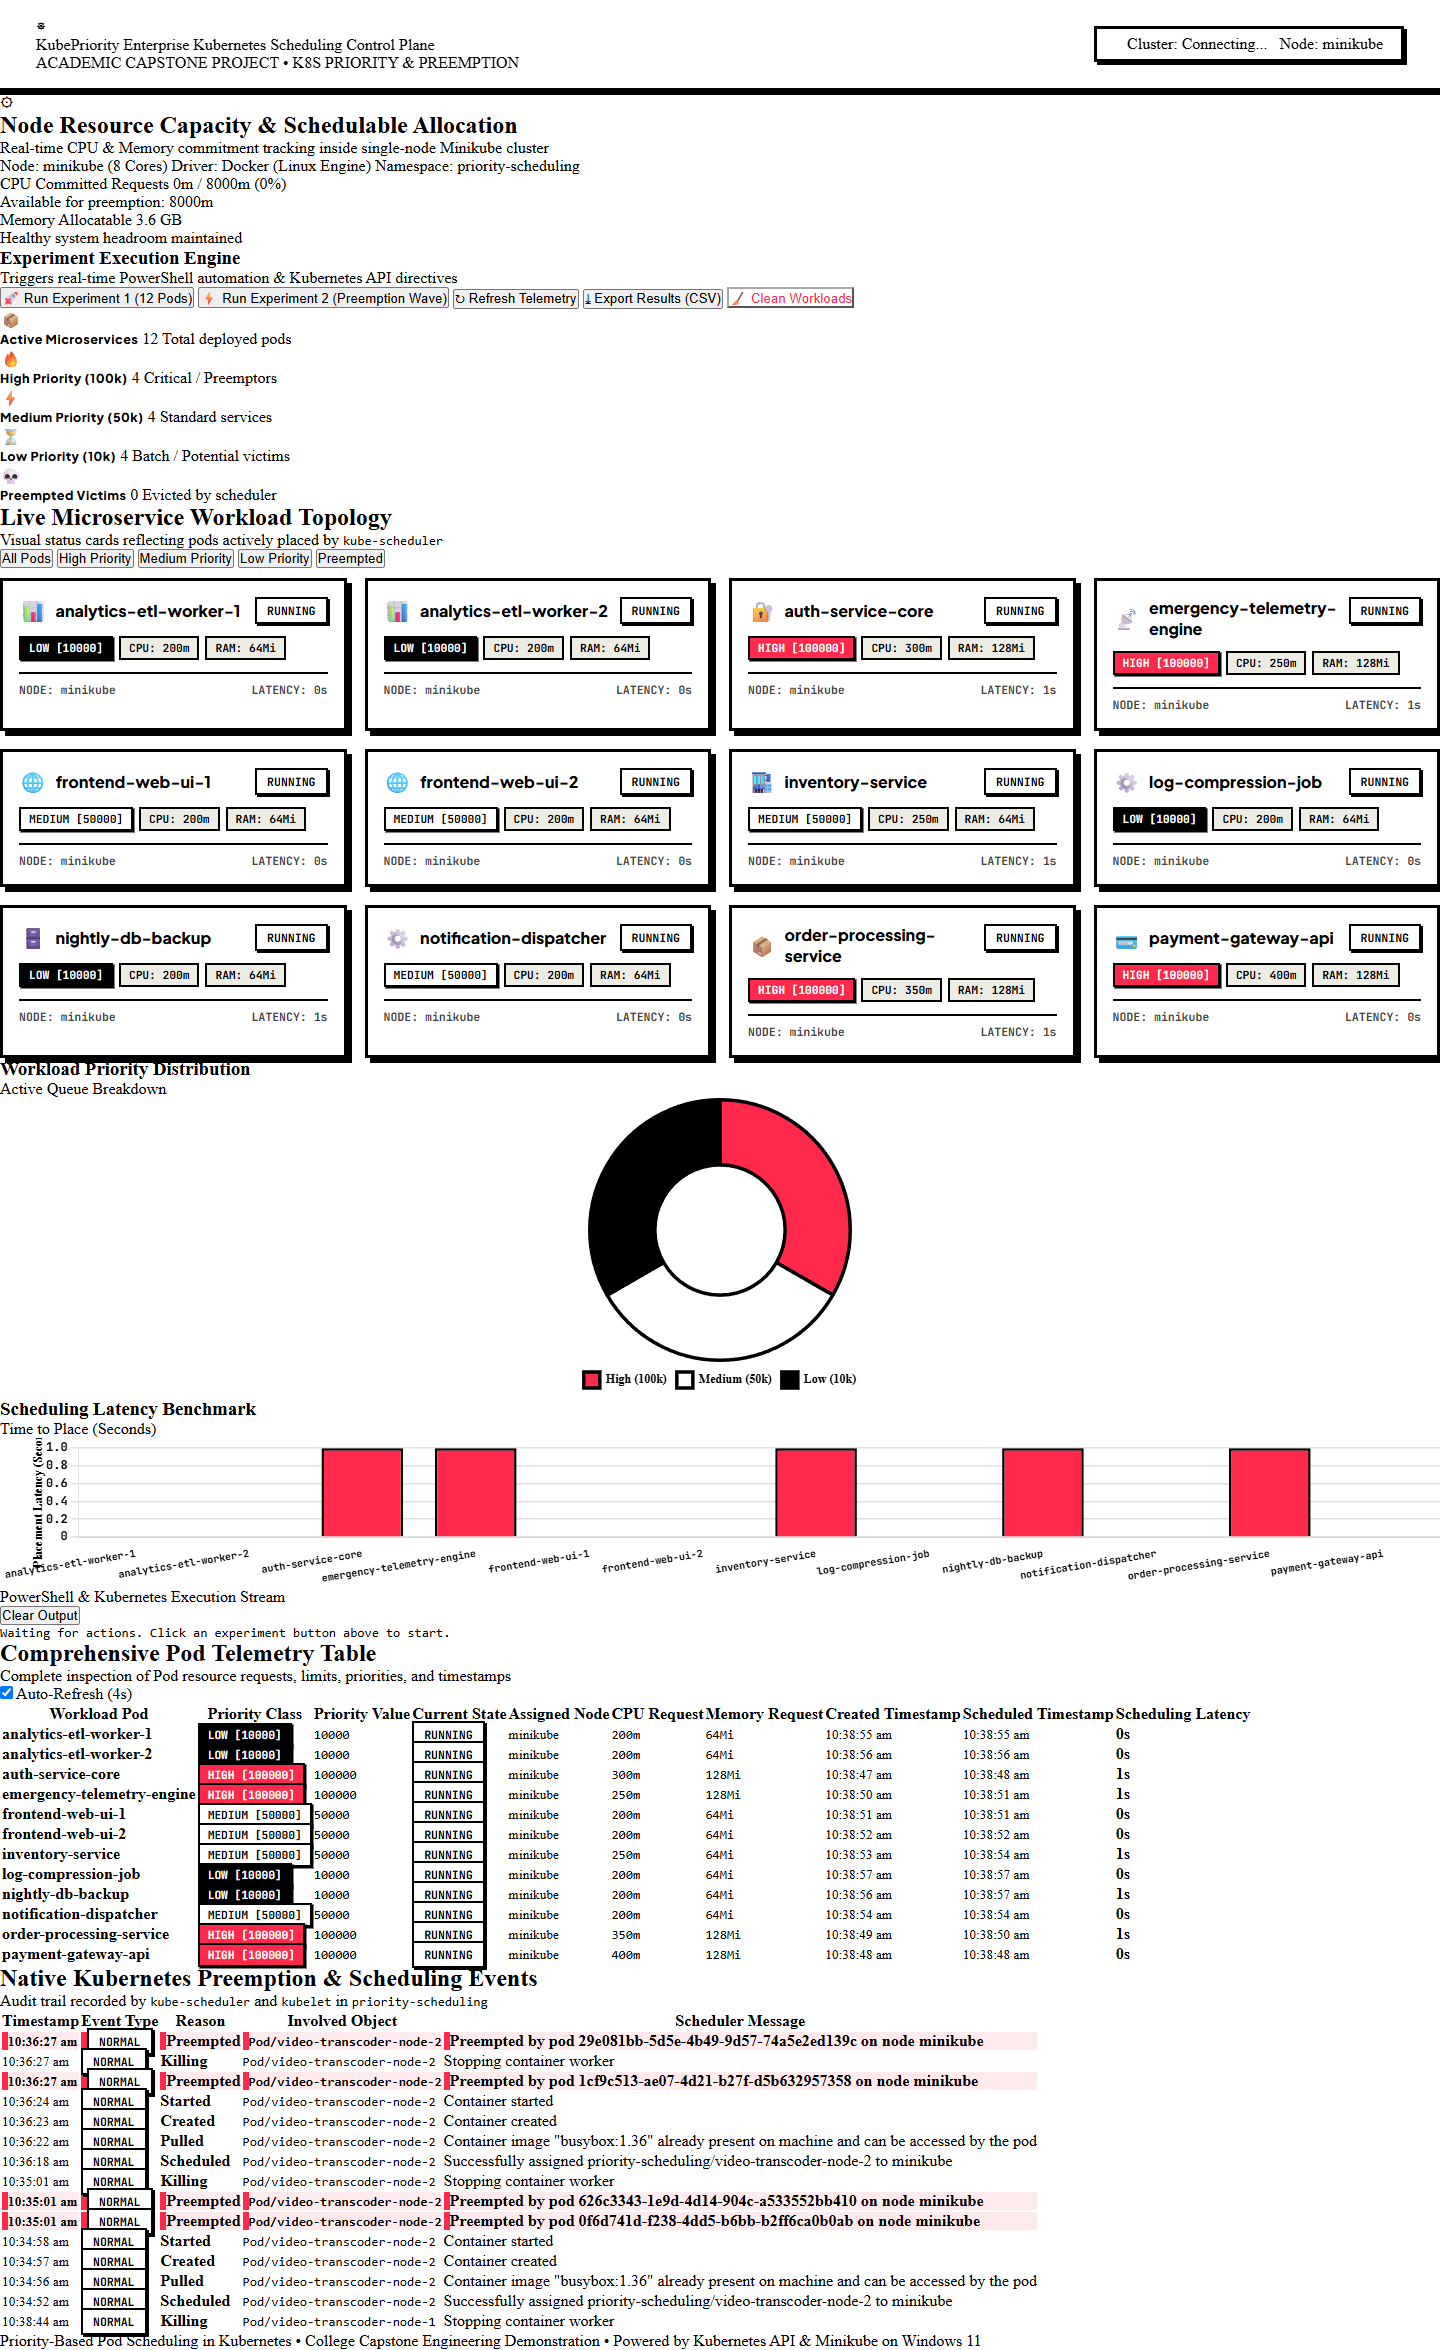 KubePriority Enterprise Kubernetes Scheduling Control Plane
ACADEMIC CAPSTONE PROJECT • K8S PRIORITY & PREEMPTION
Cluster: Connecting... Node: minikube
Node Resource Capacity & Schedulable Allocation
Real-time CPU & Memory commitment tracking inside single-node Minikube cluster
Node: minikube (8 Cores) Driver: Docker (Linux Engine) Namespace: priority-scheduling
CPU Committed Requests 0m / 8000m (0%)
Available for preemption: 8000m
Memory Allocatable 3.6 GB
Healthy system headroom maintained
Experiment Execution Engine
Triggers real-time PowerShell automation & Kubernetes API directives
🚀 Run Experiment 1 (12 Pods) ⚡ Run Experiment 2 (Preemption Wave) ↻ Refresh Telemetry ⤓ Export Results (CSV) 🧹 Clean Workloads
Active Microservices 12 Total deployed pods
High Priority (100k) 4 Critical / Preemptors
Medium Priority (50k) 4 Standard services
Low Priority (10k) 4 Batch / Potential victims
Preempted Victims 0 Evicted by scheduler
Live Microservice Workload Topology
Visual status cards reflecting pods actively placed by kube-scheduler
All Pods High Priority Medium Priority Low Priority Preempted
analytics-etl-worker-1 RUNNING
LOW [10000] CPU: 200m RAM: 64Mi
NODE: minikube LATENCY: 0s
analytics-etl-worker-2 RUNNING
LOW [10000] CPU: 200m RAM: 64Mi
NODE: minikube LATENCY: 0s
auth-service-core RUNNING
HIGH [100000] CPU: 300m RAM: 128Mi
NODE: minikube LATENCY: 1s
emergency-telemetry-
engine RUNNING
HIGH [100000] CPU: 250m RAM: 128Mi
NODE: minikube LATENCY: 1s
frontend-web-ui-1 RUNNING
MEDIUM [50000] CPU: 200m RAM: 64Mi
NODE: minikube LATENCY: 0s
frontend-web-ui-2 RUNNING
MEDIUM [50000] CPU: 200m RAM: 64Mi
NODE: minikube LATENCY: 0s
inventory-service RUNNING
MEDIUM [50000] CPU: 250m RAM: 64Mi
NODE: minikube LATENCY: 1s
log-compression-job RUNNING
LOW [10000] CPU: 200m RAM: 64Mi
NODE: minikube LATENCY: 0s
nightly-db-backup RUNNING
LOW [10000] CPU: 200m RAM: 64Mi
NODE: minikube LATENCY: 1s
notification-dispatcher RUNNING
MEDIUM [50000] CPU: 200m RAM: 64Mi
NODE: minikube LATENCY: 0s
order-processing-
service RUNNING
HIGH [100000] CPU: 350m RAM: 128Mi
NODE: minikube LATENCY: 1s
payment-gateway-api RUNNING
HIGH [100000] CPU: 400m RAM: 128Mi
NODE: minikube LATENCY: 0s
Workload Priority Distribution
Active Queue Breakdown
High (100k) Medium (50k) Low (10k)
Scheduling Latency Benchmark
Time to Place (Seconds)
Placement Latency (Seco
1.0
0.8
0.6
0.4
0.2
0
analytics-etl-worker-1 analytics-etl-worker-2 auth-service-core emergency-telemetry-engine frontend-web-ui-1 frontend-web-ui-2 inventory-service log-compression-job nightly-db-backup notification-dispatcher order-processing-service payment-gateway-api
PowerShell & Kubernetes Execution Stream
Clear Output
Waiting for actions. Click an experiment button above to start.
Comprehensive Pod Telemetry Table
Complete inspection of Pod resource requests, limits, priorities, and timestamps
Auto-Refresh (4s)
Workload Pod Priority Class Priority Value Current State Assigned Node CPU Request Memory Request Created Timestamp Scheduled Timestamp Scheduling Latency
analytics-etl-worker-1 LOW [10000] 10000 RUNNING minikube 200m 64Mi 10:38:55 am 10:38:55 am 0s
analytics-etl-worker-2 LOW [10000] 10000 RUNNING minikube 200m 64Mi 10:38:56 am 10:38:56 am 0s
auth-service-core HIGH [100000] 100000 RUNNING minikube 300m 128Mi 10:38:47 am 10:38:48 am 1s
emergency-telemetry-engine HIGH [100000] 100000 RUNNING minikube 250m 128Mi 10:38:50 am 10:38:51 am 1s
frontend-web-ui-1 MEDIUM [50000] 50000 RUNNING minikube 200m 64Mi 10:38:51 am 10:38:51 am 0s
frontend-web-ui-2 MEDIUM [50000] 50000 RUNNING minikube 200m 64Mi 10:38:52 am 10:38:52 am 0s
inventory-service MEDIUM [50000] 50000 RUNNING minikube 250m 64Mi 10:38:53 am 10:38:54 am 1s
log-compression-job LOW [10000] 10000 RUNNING minikube 200m 64Mi 10:38:57 am 10:38:57 am 0s
nightly-db-backup LOW [10000] 10000 RUNNING minikube 200m 64Mi 10:38:56 am 10:38:57 am 1s
notification-dispatcher MEDIUM [50000] 50000 RUNNING minikube 200m 64Mi 10:38:54 am 10:38:54 am 0s
order-processing-service HIGH [100000] 100000 RUNNING minikube 350m 128Mi 10:38:49 am 10:38:50 am 1s
payment-gateway-api HIGH [100000] 100000 RUNNING minikube 400m 128Mi 10:38:48 am 10:38:48 am 0s
Native Kubernetes Preemption & Scheduling Events
Audit trail recorded by kube-scheduler and kubelet in priority-scheduling
Timestamp Event Type Reason Involved Object Scheduler Message
10:36:27 am NORMAL Preempted Pod/video-transcoder-node-2 Preempted by pod 29e081bb-5d5e-4b49-9d57-74a5e2ed139c on node minikube
10:36:27 am NORMAL Killing Pod/video-transcoder-node-2 Stopping container worker
10:36:27 am NORMAL Preempted Pod/video-transcoder-node-2 Preempted by pod 1cf9c513-ae07-4d21-b27f-d5b632957358 on node minikube
10:36:24 am NORMAL Started Pod/video-transcoder-node-2 Container started
10:36:23 am NORMAL Created Pod/video-transcoder-node-2 Container created
10:36:22 am NORMAL Pulled Pod/video-transcoder-node-2 Container image "busybox:1.36" already present on machine and can be accessed by the pod
10:36:18 am NORMAL Scheduled Pod/video-transcoder-node-2 Successfully assigned priority-scheduling/video-transcoder-node-2 to minikube
10:35:01 am NORMAL Killing Pod/video-transcoder-node-2 Stopping container worker
10:35:01 am NORMAL Preempted Pod/video-transcoder-node-2 Preempted by pod 626c3343-1e9d-4d14-904c-a533552bb410 on node minikube
10:35:01 am NORMAL Preempted Pod/video-transcoder-node-2 Preempted by pod 0f6d741d-f238-4dd5-b6bb-b2ff6ca0b0ab on node minikube
10:34:58 am NORMAL Started Pod/video-transcoder-node-2 Container started
10:34:57 am NORMAL Created Pod/video-transcoder-node-2 Container created
10:34:56 am NORMAL Pulled Pod/video-transcoder-node-2 Container image "busybox:1.36" already present on machine and can be accessed by the pod
10:34:52 am NORMAL Scheduled Pod/video-transcoder-node-2 Successfully assigned priority-scheduling/video-transcoder-node-2 to minikube
10:38:44 am NORMAL Killing Pod/video-transcoder-node-1 Stopping container worker
Priority-Based Pod Scheduling in Kubernetes • College Capstone Engineering Demonstration • Powered by Kubernetes API & Minikube on Windows 11